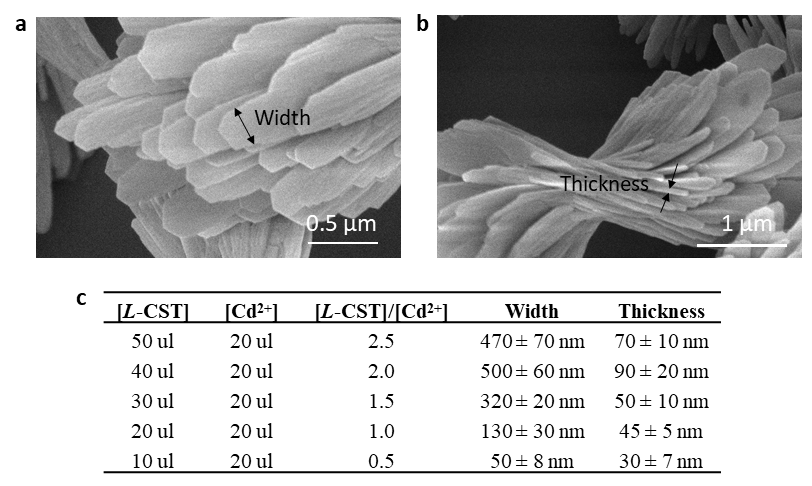 a
b
Width
0.5 µm
Thickness
1 µm
c
[L-CST] [Cd²⁺] [L-CST]/[Cd²⁺] Width Thickness
50 ul 20 ul 2.5 470 ± 70 nm 70 ± 10 nm
40 ul 20 ul 2.0 500 ± 60 nm 90 ± 20 nm
30 ul 20 ul 1.5 320 ± 20 nm 50 ± 10 nm
20 ul 20 ul 1.0 130 ± 30 nm 45 ± 5 nm
10 ul 20 ul 0.5 50 ± 8 nm 30 ± 7 nm